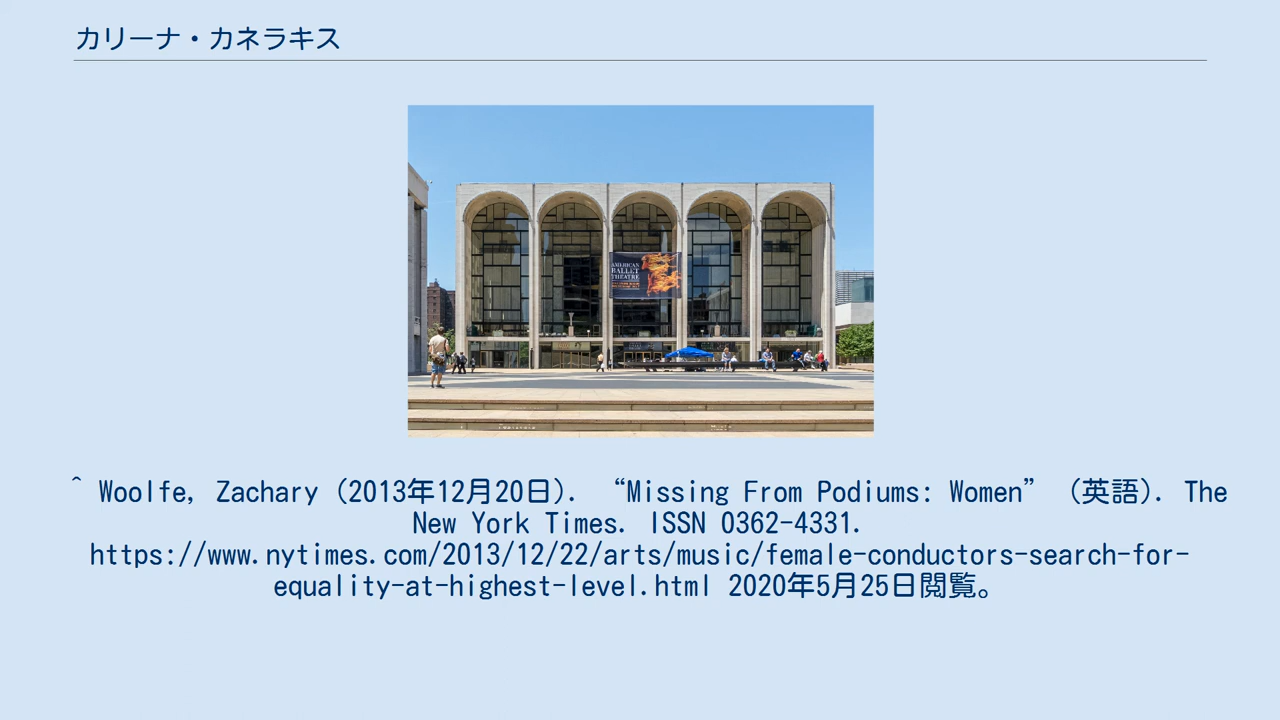 カリーナ・カネラキス
AMERICAN
BALLET
THEATRE
^ Woolfe, Zachary (2013年12月20日). “Missing From Podiums: Women” (英語). The
New York Times. ISSN 0362-4331.
https://www.nytimes.com/2013/12/22/arts/music/female-conductors-search-for-
equality-at-highest-level.html 2020年5月25日閲覧。